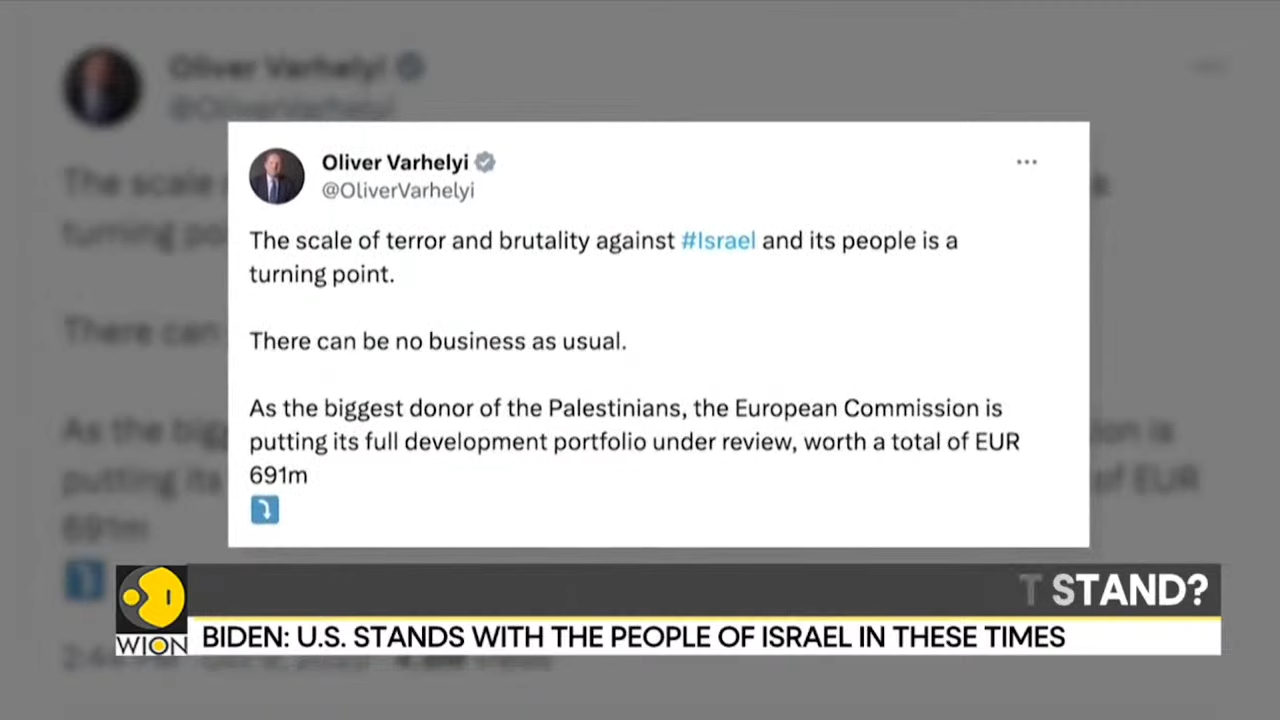 Oliver Varhelyi
@OliverVarhelyi
The scale of terror and brutality against #Israel and its people is a
turning point.
There can be no business as usual.
As the biggest donor of the Palestinians, the European Commission is
putting its full development portfolio under review, worth a total of EUR
691m
T STAND?
WION
BIDEN: U.S. STANDS WITH THE PEOPLE OF ISRAEL IN THESE TIMES